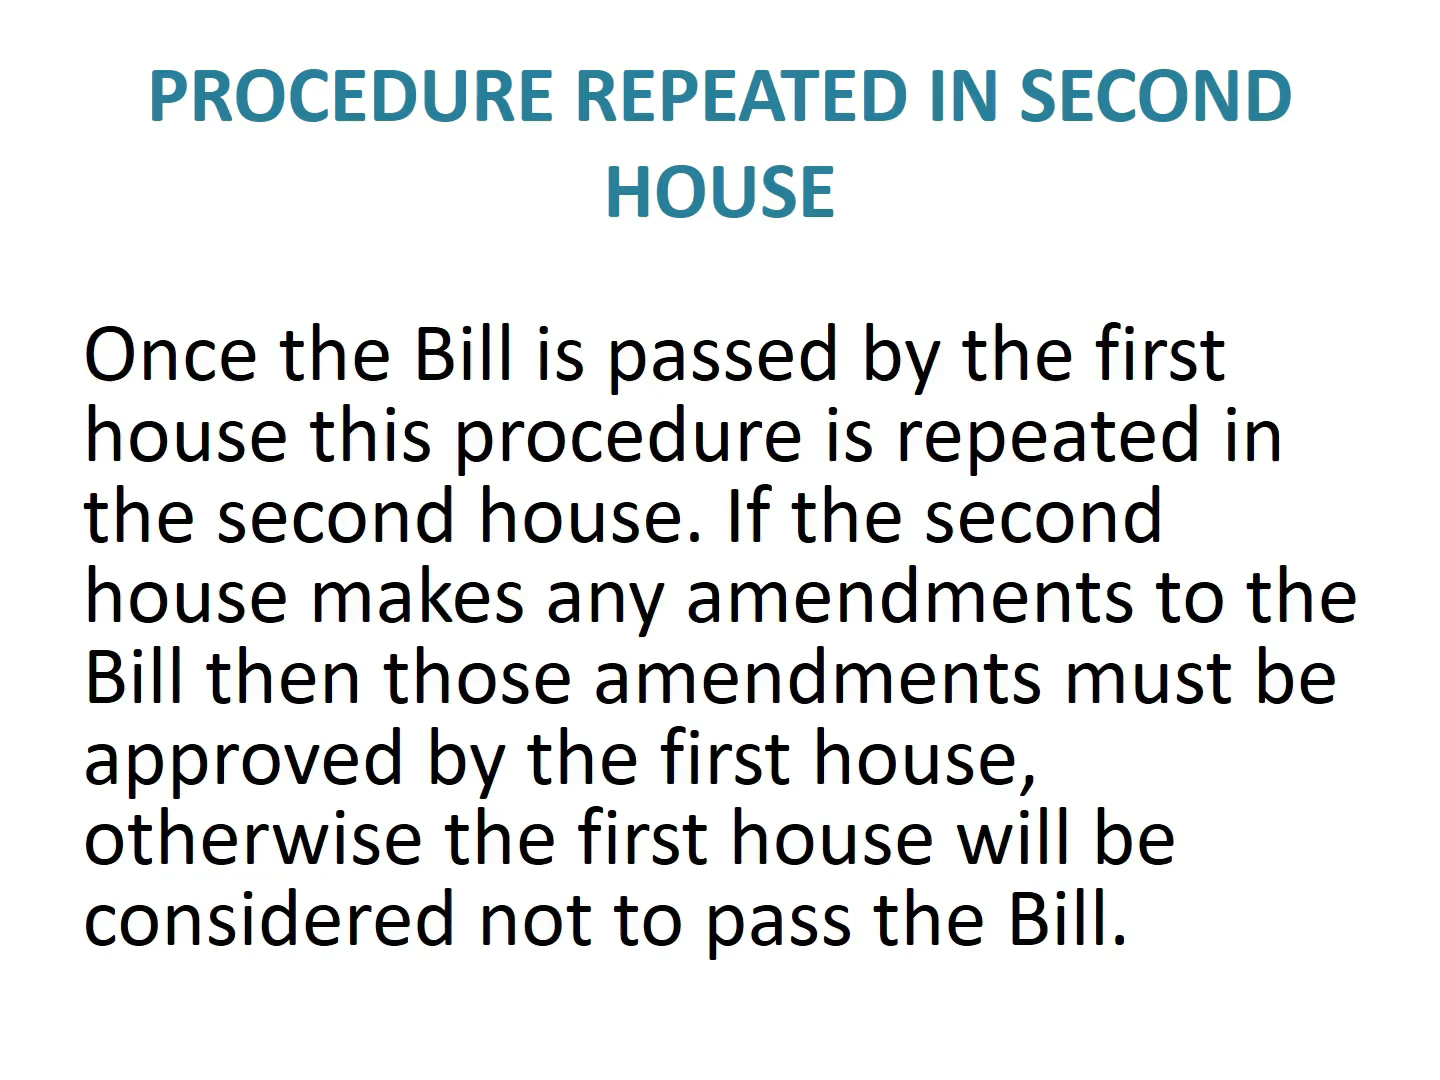 PROCEDURE REPEATED IN SECOND
HOUSE
Once the Bill is passed by the first
house this procedure is repeated in
the second house. If the second
house makes any amendments to the
Bill then those amendments must be
approved by the first house,
otherwise the first house will be
considered not to pass the Bill.